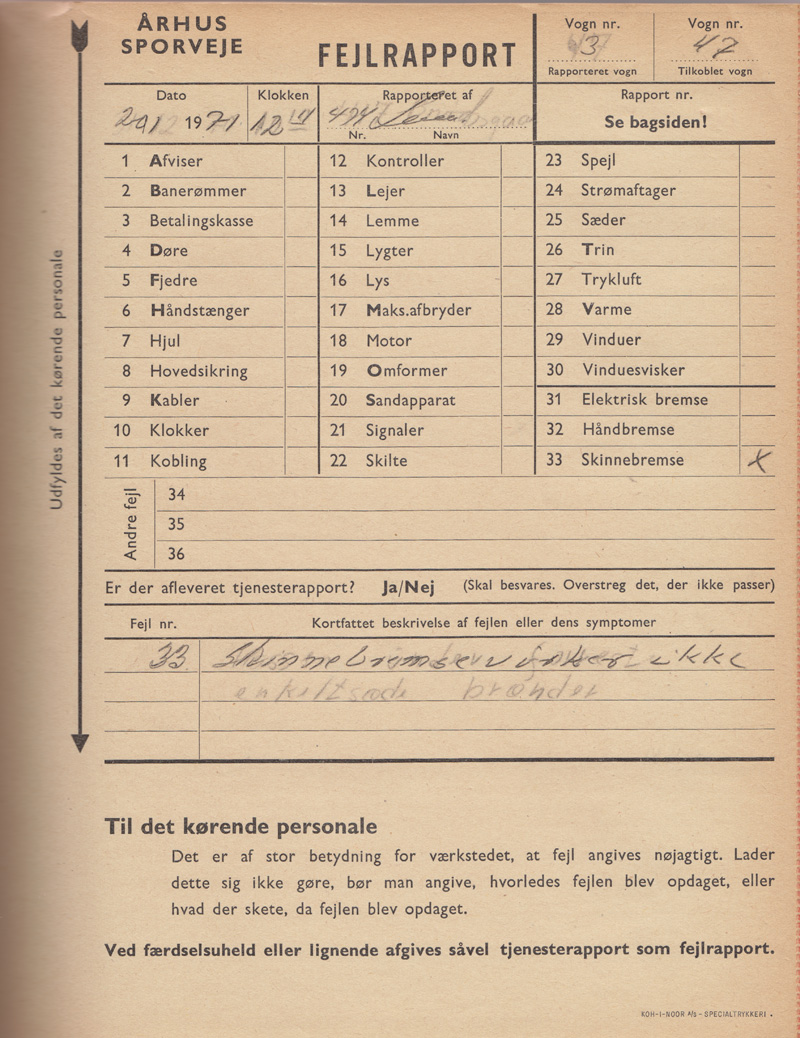 ÅRHUS
SPORVEJE
FEJLRAPPORT
Vogn nr.
3
Rapporteret vogn
Vogn nr.
47
Tilkoblet vogn
Dato
1971
Klokken
12
Rapporteret af
Nr. Navn
Rapport nr.
Se bagsiden!
Udfyldes af det kørende personale
1 Afviser
2 Banerømmer
3 Betalingskasse
4 Døre
5 Fjedre
6 Håndstænger
7 Hjul
8 Hovedsikring
9 Kabler
10 Klokker
11 Kobling
12 Kontroller
13 Lejer
14 Lemme
15 Lygter
16 Lys
17 Maks.afbryder
18 Motor
19 Omformer
20 Sandapparat
21 Signaler
22 Skilte
23 Spejl
24 Strømaftager
25 Sæder
26 Trin
27 Trykluft
28 Varme
29 Vinduer
30 Vinduesvisker
31 Elektrisk bremse
32 Håndbremse
33 Skinnebremse X
Andre fejl
34
35
36
Er der afleveret tjenesterapport? Ja/Nej (Skal besvares. Overstreg det, der ikke passer)
Fejl nr. Kortfattet beskrivelse af fejlen eller dens symptomer
33 Skinnebremse virker ikke
Til det kørende personale
Det er af stor betydning for værkstedet, at fejl angives nøjagtigt. Lader
dette sig ikke gøre, bør man angive, hvorledes fejlen blev opdaget, eller
hvad der skete, da fejlen blev opdaget.
Ved færdselsuheld eller lignende afgives såvel tjenesterapport som fejlrapport.
KOH-I-NOOR A/S - SPECIALTRYKKERI .